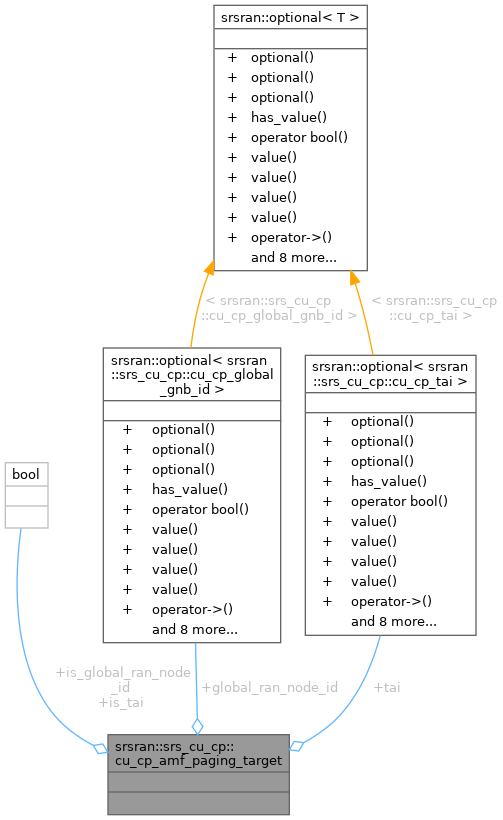 srsran::optional< T >
+ optional()
+ optional()
+ optional()
+ has_value()
+ operator bool()
+ value()
+ value()
+ value()
+ value()
+ operator->()
and 8 more...
< srsran::srs_cu_cp
::cu_cp_global_gnb_id >
< srsran::srs_cu_cp
::cu_cp_tai >
srsran::optional< srsran
::srs_cu_cp::cu_cp_global
_gnb_id >
+ optional()
+ optional()
+ optional()
+ has_value()
+ operator bool()
+ value()
+ value()
+ value()
+ value()
+ operator->()
and 8 more...
srsran::optional< srsran
::srs_cu_cp::cu_cp_tai >
+ optional()
+ optional()
+ optional()
+ has_value()
+ operator bool()
+ value()
+ value()
+ value()
+ value()
+ operator->()
and 8 more...
bool
+is_global_ran_node
_id
+is_tai
+global_ran_node_id
+tai
srsran::srs_cu_cp::
cu_cp_amf_paging_target